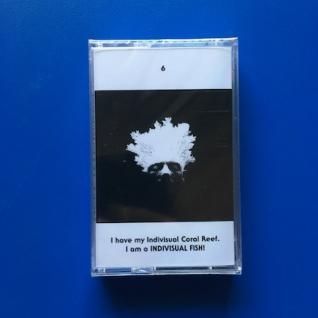 6
I have my Indivisual Coral Reef.
I am a INDIVISUAL FISH!